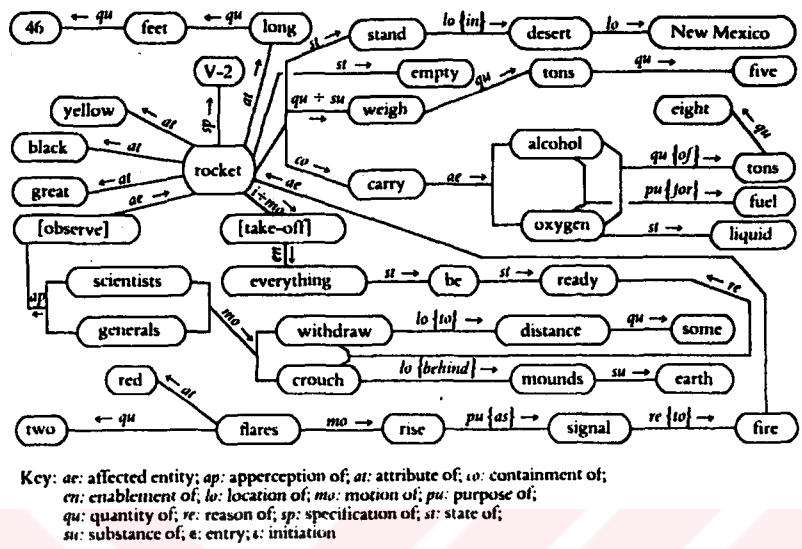 46 ← qu feet ← qu long st → stand lo {in} → desert lo → New Mexico
V-2 st → empty
at → qu ÷ su → weigh qu → tons qu → five
yellow ← at sp → eight
black ← at alcohol ← qu
rocket qu {of} → tons
great ← at co → carry ae → pu {for} → fuel
ae → ← ae oxygen
[observe] i÷mo → [take-off] st → liquid
en →
scientists everything st → be st → ready
ap ← ← re
generals mo → withdraw lo {to} → distance qu → some
red ← at crouch lo {behind} → mounds su → earth
two ← qu flares mo → rise pu {as} → signal re {to} → fire
Key: ae: affected entity; ap: apperception of; at: attribute of; co: containment of;
en: enablement of; lo: location of; mo: motion of; pu: purpose of;
qu: quantity of; re: reason of; sp: specification of; st: state of;
su: substance of; e: entry; i: initiation